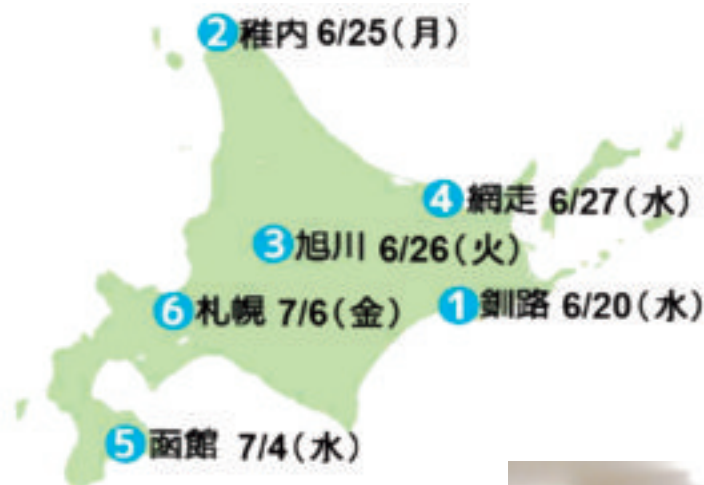 2 稚内 6/25(月)
4 網走 6/27(水)
3 旭川 6/26(火)
1 釧路 6/20(水)
6 札幌 7/6(金)
5 函館 7/4(水)